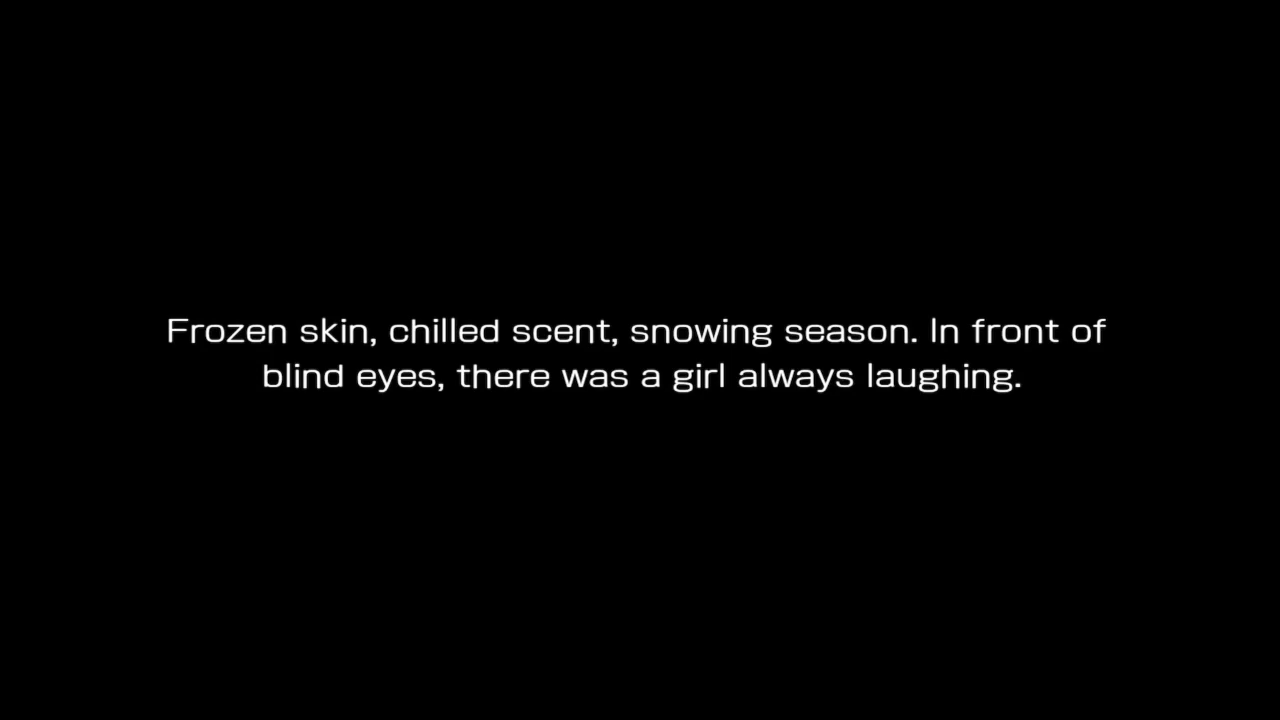 Frozen skin, chilled scent, snowing season. In front of
blind eyes, there was a girl always laughing.